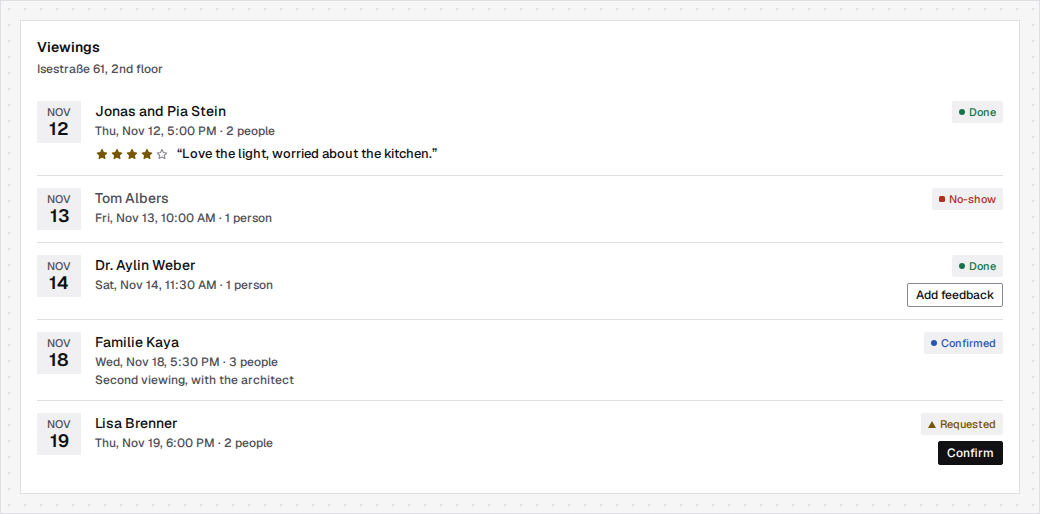 Viewings
Isestraße 61, 2nd floor
NOV
12
Jonas and Pia Stein
Thu, Nov 12, 5:00 PM · 2 people
“Love the light, worried about the kitchen.”
Done
NOV
13
Tom Albers
Fri, Nov 13, 10:00 AM · 1 person
No-show
NOV
14
Dr. Aylin Weber
Sat, Nov 14, 11:30 AM · 1 person
Done
Add feedback
NOV
18
Familie Kaya
Wed, Nov 18, 5:30 PM · 3 people
Second viewing, with the architect
Confirmed
NOV
19
Lisa Brenner
Thu, Nov 19, 6:00 PM · 2 people
Requested
Confirm